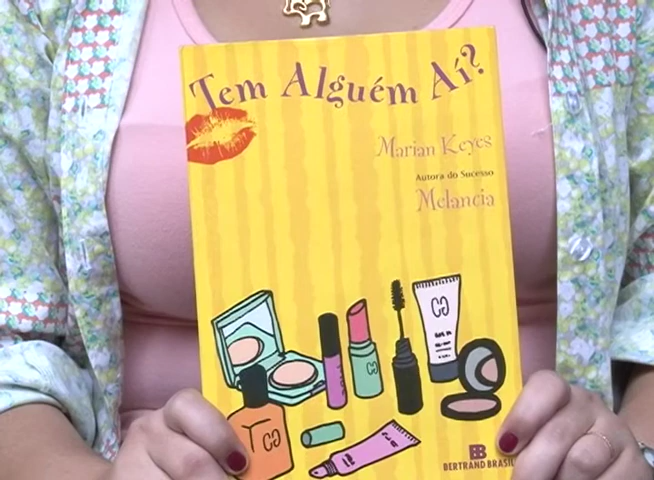 Tem Alguém Aí?
Marian Keyes
Autora do Sucesso
Melancia
BERTRAND BRASIL